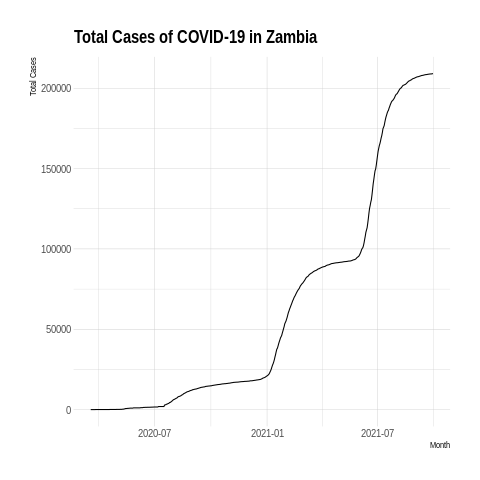 Total Cases of COVID-19 in Zambia
Total Cases
200000
150000
100000
50000
0
2020-07 2021-01 2021-07
Month